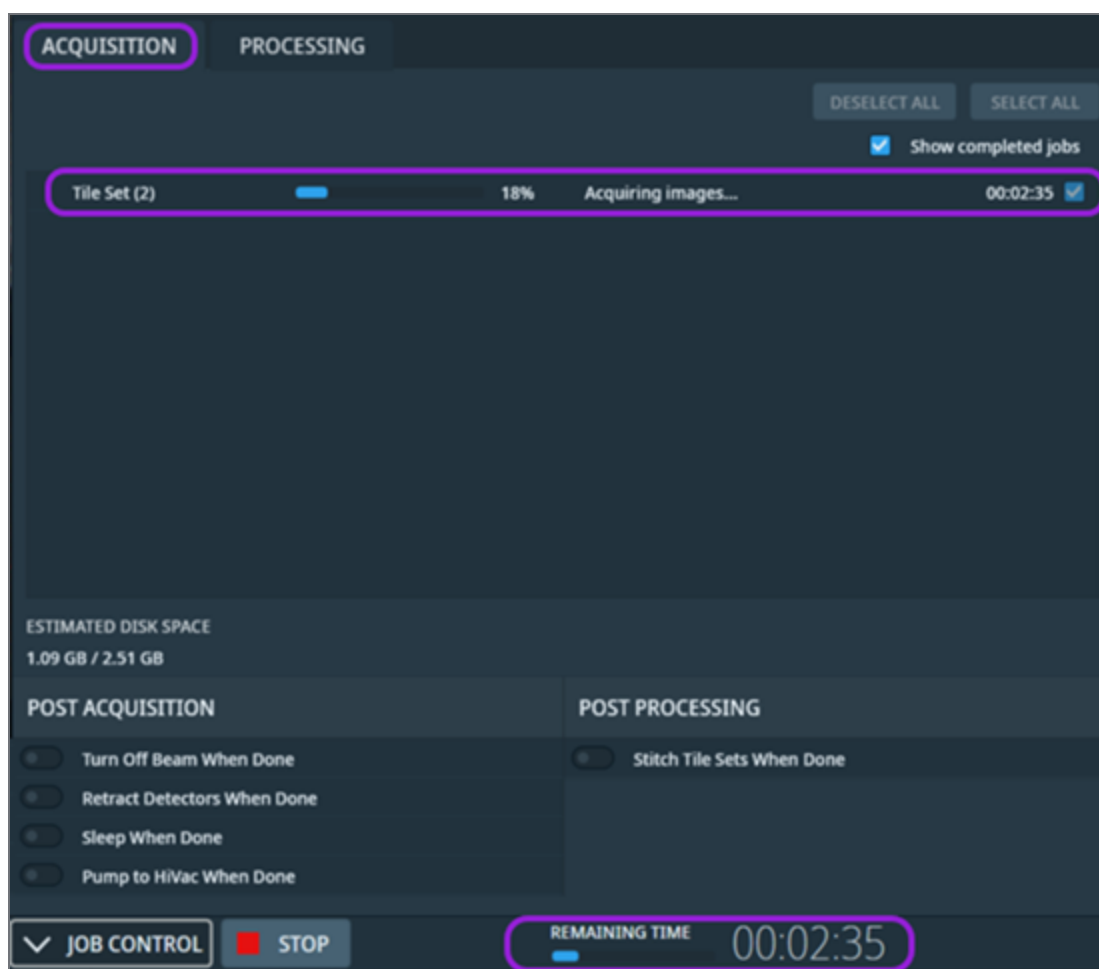 ACQUISITION PROCESSING
DESELECT ALL SELECT ALL
Show completed jobs
Tile Set (2) 18% Acquiring images... 00:02:35
ESTIMATED DISK SPACE
1.09 GB / 2.51 GB
POST ACQUISITION POST PROCESSING
Turn Off Beam When Done Stitch Tile Sets When Done
Retract Detectors When Done
Sleep When Done
Pump to HiVac When Done
JOB CONTROL STOP REMAINING TIME 00:02:35